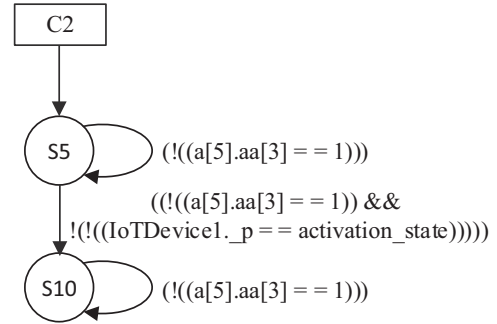 C2
S5
(!((a[5].aa[3] = = 1)))
((!((a[5].aa[3] = = 1)) &&
!(!((IoTDevice1._p = = activation_state)))))
S10
(!((a[5].aa[3] = = 1)))